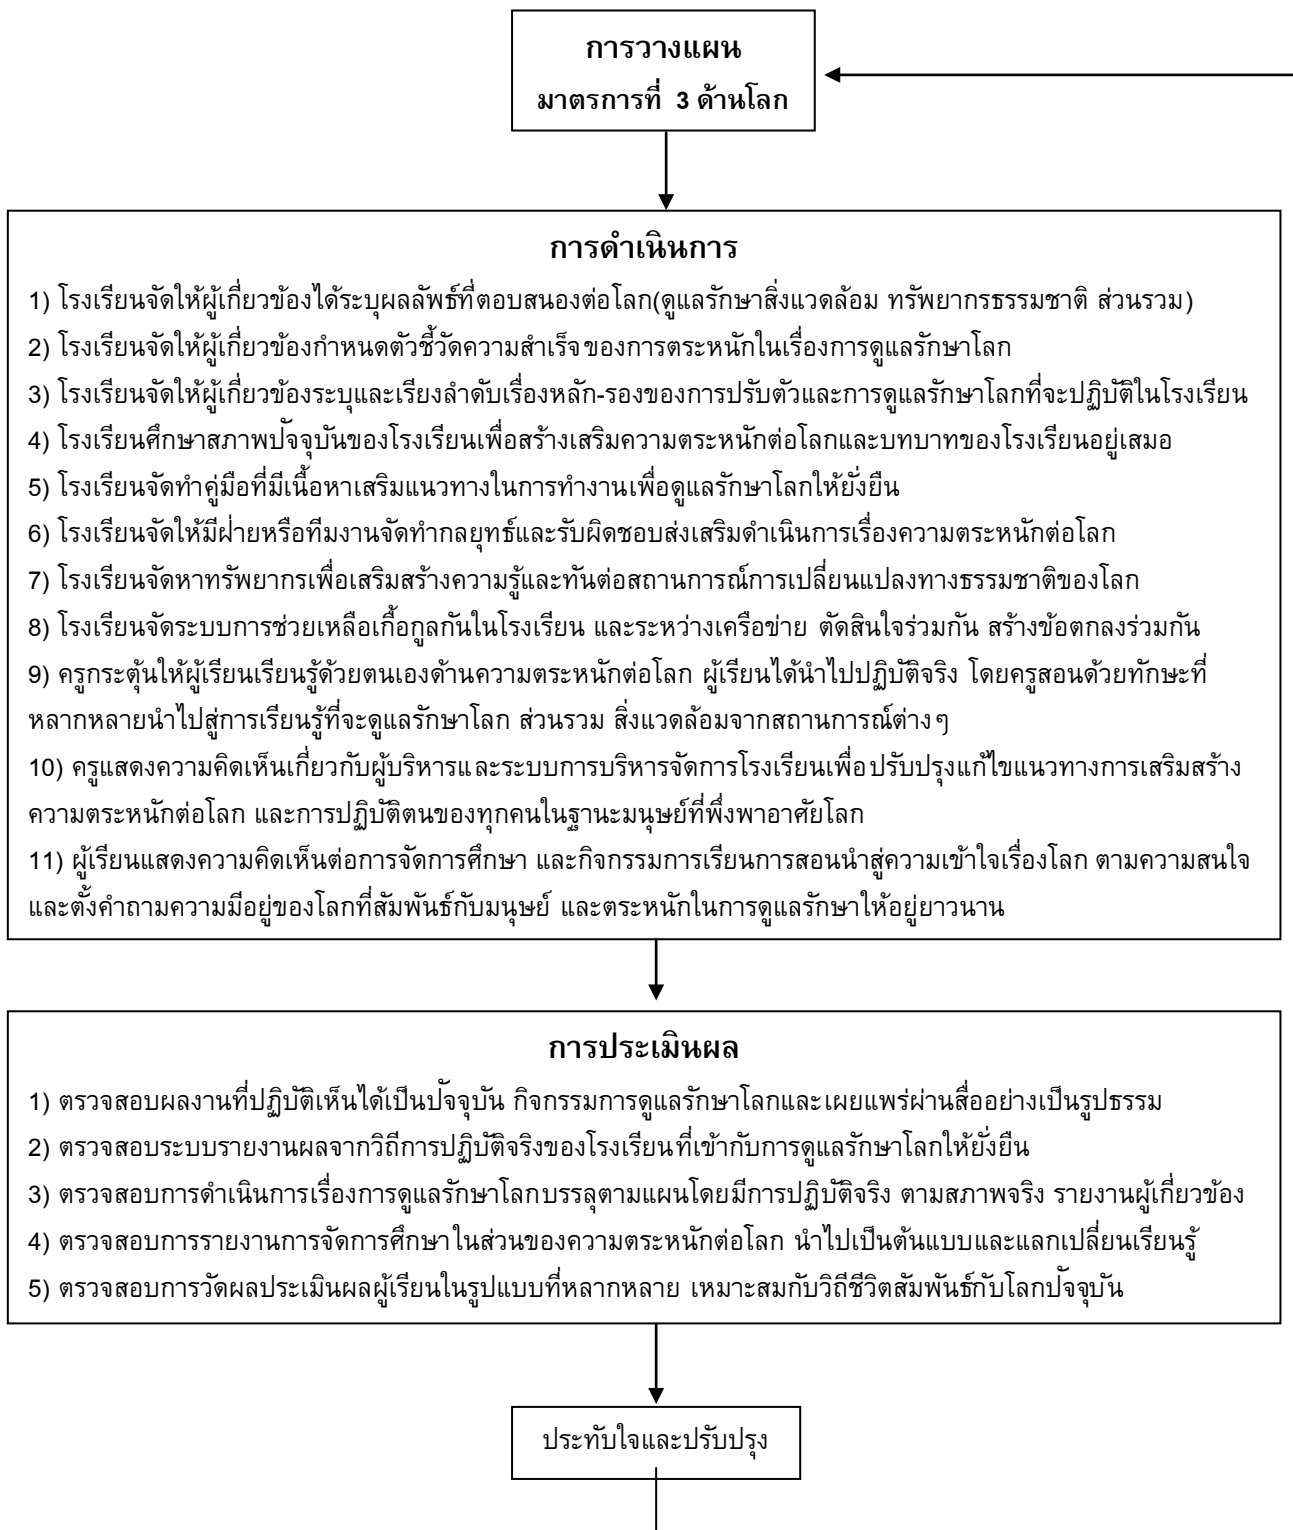 การวางแผน
มาตรการที่ 3 ด้านโลก
การดำเนินการ
1) โรงเรียนจัดให้ผู้เกี่ยวข้องได้ระบุผลลัพธ์ที่ตอบสนองต่อโลก(ดูแลรักษาสิ่งแวดล้อม ทรัพยากรธรรมชาติ ส่วนรวม)
2) โรงเรียนจัดให้ผู้เกี่ยวข้องกำหนดตัวชี้วัดความสำเร็จของการตระหนักในเรื่องการดูแลรักษาโลก
3) โรงเรียนจัดให้ผู้เกี่ยวข้องระบุและเรียงลำดับเรื่องหลัก-รองของการปรับตัวและการดูแลรักษาโลกที่จะปฏิบัติในโรงเรียน
4) โรงเรียนศึกษาสภาพปัจจุบันของโรงเรียนเพื่อสร้างเสริมความตระหนักต่อโลกและบทบาทของโรงเรียนอยู่เสมอ
5) โรงเรียนจัดทำคู่มือที่มีเนื้อหาเสริมแนวทางในการทำงานเพื่อดูแลรักษาโลกให้ยั่งยืน
6) โรงเรียนจัดให้มีฝ่ายหรือทีมงานจัดทำกลยุทธ์และรับผิดชอบส่งเสริมดำเนินการเรื่องความตระหนักต่อโลก
7) โรงเรียนจัดหาทรัพยากรเพื่อเสริมสร้างความรู้และทันต่อสถานการณ์การเปลี่ยนแปลงทางธรรมชาติของโลก
8) โรงเรียนจัดระบบการช่วยเหลือเกื้อกูลกันในโรงเรียน และระหว่างเครือข่าย ตัดสินใจร่วมกัน สร้างข้อตกลงร่วมกัน
9) ครูกระตุ้นให้ผู้เรียนเรียนรู้ด้วยตนเองด้านความตระหนักต่อโลก ผู้เรียนได้นำไปปฏิบัติจริง โดยครูสอนด้วยทักษะที่
หลากหลายนำไปสู่การเรียนรู้ที่จะดูแลรักษาโลก ส่วนรวม สิ่งแวดล้อมจากสถานการณ์ต่างๆ
10) ครูแสดงความคิดเห็นเกี่ยวกับผู้บริหารและระบบการบริหารจัดการโรงเรียนเพื่อปรับปรุงแก้ไขแนวทางการเสริมสร้าง
ความตระหนักต่อโลก และการปฏิบัติตนของทุกคนในฐานะมนุษย์ที่พึ่งพาอาศัยโลก
11) ผู้เรียนแสดงความคิดเห็นต่อการจัดการศึกษา และกิจกรรมการเรียนการสอนนำสู่ความเข้าใจเรื่องโลก ตามความสนใจ
และตั้งคำถามความมีอยู่ของโลกที่สัมพันธ์กับมนุษย์ และตระหนักในการดูแลรักษาให้อยู่ยาวนาน
การประเมินผล
1) ตรวจสอบผลงานที่ปฏิบัติเห็นได้เป็นปัจจุบัน กิจกรรมการดูแลรักษาโลกและเผยแพร่ผ่านสื่ออย่างเป็นรูปธรรม
2) ตรวจสอบระบบรายงานผลจากวิถีการปฏิบัติจริงของโรงเรียนที่เข้ากับการดูแลรักษาโลกให้ยั่งยืน
3) ตรวจสอบการดำเนินการเรื่องการดูแลรักษาโลกบรรลุตามแผนโดยมีการปฏิบัติจริง ตามสภาพจริง รายงานผู้เกี่ยวข้อง
4) ตรวจสอบการรายงานการจัดการศึกษาในส่วนของความตระหนักต่อโลก นำไปเป็นต้นแบบและแลกเปลี่ยนเรียนรู้
5) ตรวจสอบการวัดผลประเมินผลผู้เรียนในรูปแบบที่หลากหลาย เหมาะสมกับวิถีชีวิตสัมพันธ์กับโลกปัจจุบัน
ประทับใจและปรับปรุง